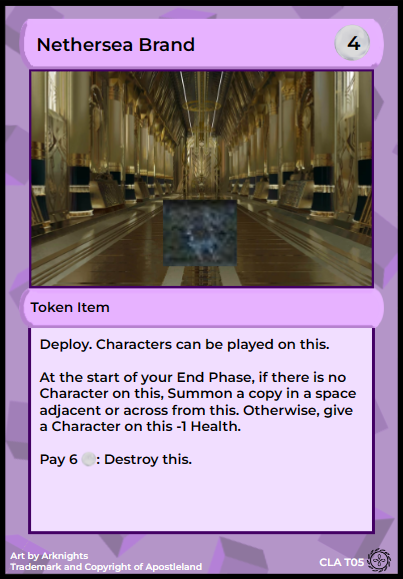 Nethersea Brand
4
Token Item
Deploy. Characters can be played on this.
At the start of your End Phase, if there is no
Character on this, Summon a copy in a space
adjacent or across from this. Otherwise, give
a Character on this -1 Health.
Pay 6 : Destroy this.
Art by Arknights
Trademark and Copyright of Apostleland
CLA T05